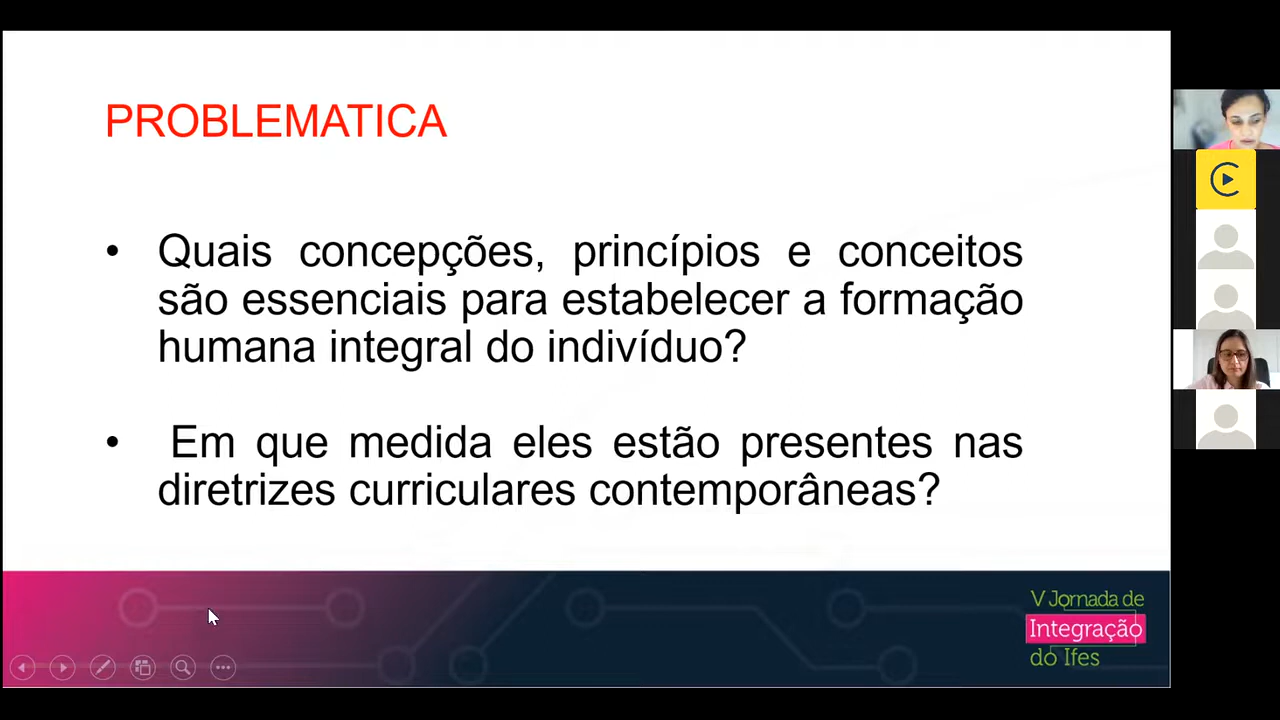 PROBLEMATICA
• Quais concepções, princípios e conceitos
são essenciais para estabelecer a formação
humana integral do indivíduo?
• Em que medida eles estão presentes nas
diretrizes curriculares contemporâneas?
V Jornada de
Integração
do Ifes